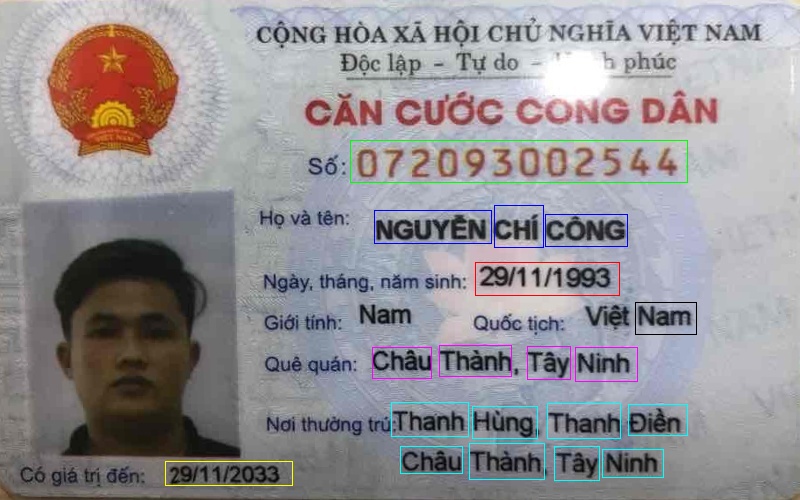 CỘNG HÒA XÃ HỘI CHỦ NGHĨA VIỆT NAM
Độc lập - Tự do - phúc
CĂN CƯỚC CÔNG DÂN
Số: 072093002544
Họ và tên: NGUYỄN CHÍ CÔNG
Ngày, tháng, năm sinh: 29/11/1993
Giới tính: Nam Quốc tịch: Việt Nam
Quê quán: Châu Thành, Tây Ninh
Nơi thường trú: Thanh Hùng, Thanh Điền
Châu Thành, Tây Ninh
Có giá trị đến: 29/11/2033